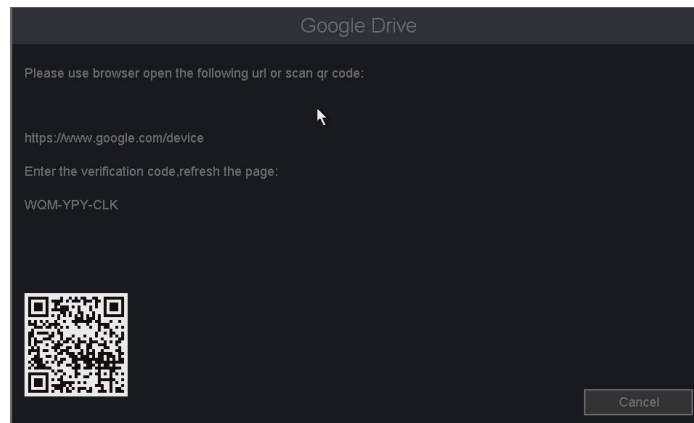 Google Drive
Please use browser open the following url or scan qr code:
https://www.google.com/device
Enter the verification code,refresh the page:
WQM-YPY-CLK
Cancel